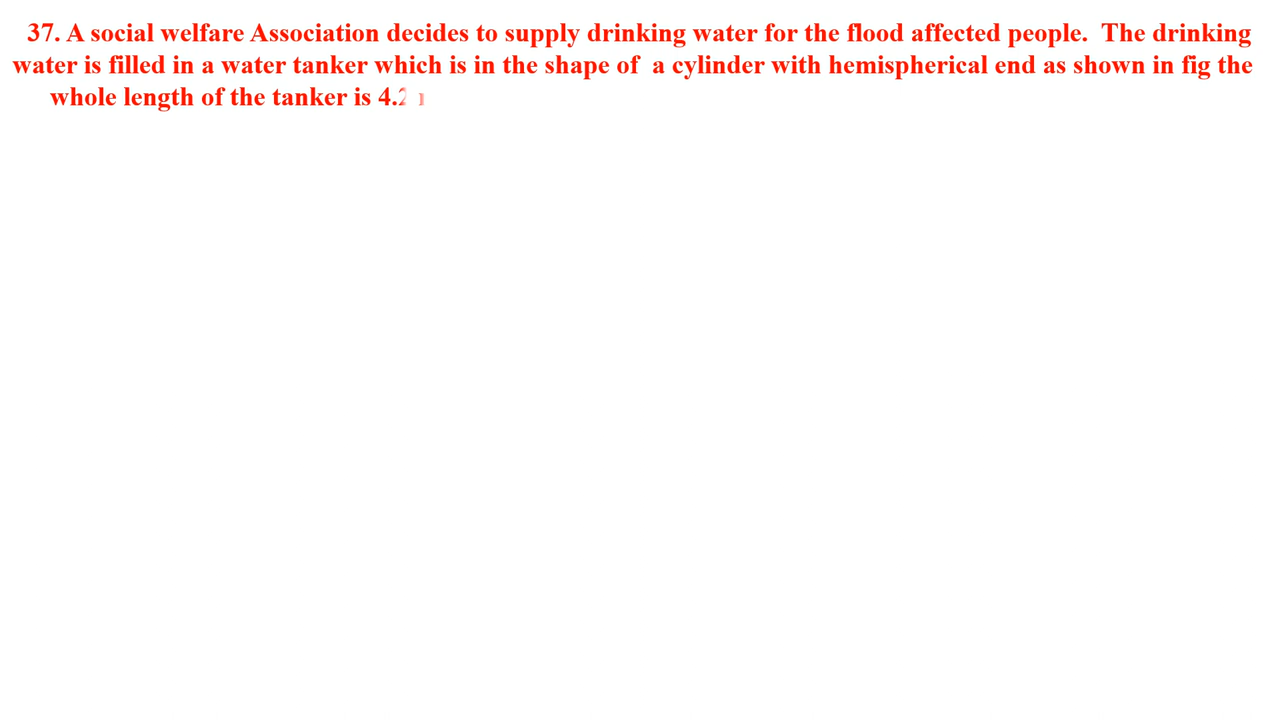 37. A social welfare Association decides to supply drinking water for the flood affected people. The drinking
water is filled in a water tanker which is in the shape of a cylinder with hemispherical end as shown in fig the
whole length of the tanker is 4.2